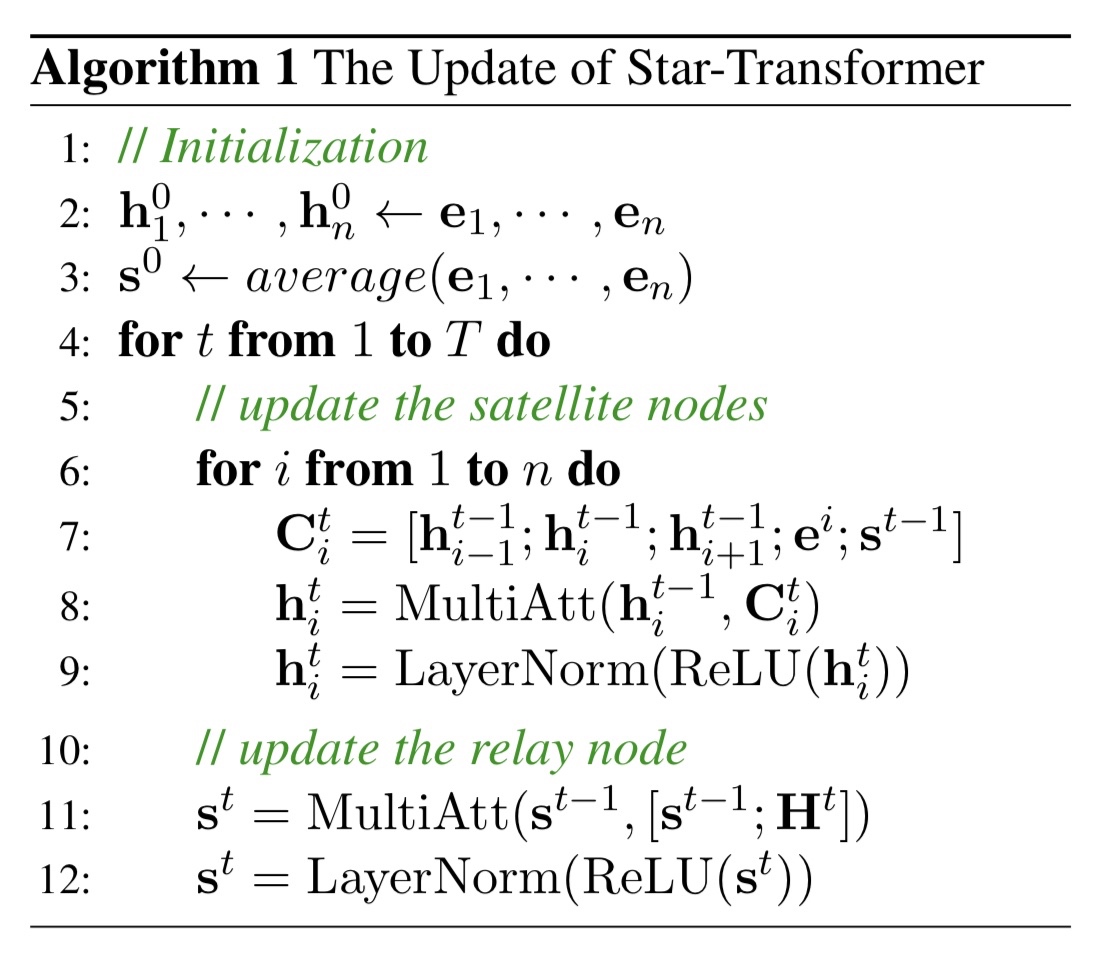 Algorithm 1 The Update of Star-Transformer
1: // Initialization
2: $\mathbf{h}_1^0, \cdots, \mathbf{h}_n^0 \leftarrow \mathbf{e}_1, \cdots, \mathbf{e}_n$
3: $\mathbf{s}^0 \leftarrow average(\mathbf{e}_1, \cdots, \mathbf{e}_n)$
4: for $t$ from $1$ to $T$ do
5: // update the satellite nodes
6: for $i$ from $1$ to $n$ do
7: $\mathbf{C}_i^t = [\mathbf{h}_{i-1}^{t-1}; \mathbf{h}_i^{t-1}; \mathbf{h}_{i+1}^{t-1}; \mathbf{e}^i; \mathbf{s}^{t-1}]$
8: $\mathbf{h}_i^t = \mathrm{MultiAtt}(\mathbf{h}_i^{t-1}, \mathbf{C}_i^t)$
9: $\mathbf{h}_i^t = \mathrm{LayerNorm}(\mathrm{ReLU}(\mathbf{h}_i^t))$
10: // update the relay node
11: $\mathbf{s}^t = \mathrm{MultiAtt}(\mathbf{s}^{t-1}, [\mathbf{s}^{t-1}; \mathbf{H}^t])$
12: $\mathbf{s}^t = \mathrm{LayerNorm}(\mathrm{ReLU}(\mathbf{s}^t))$